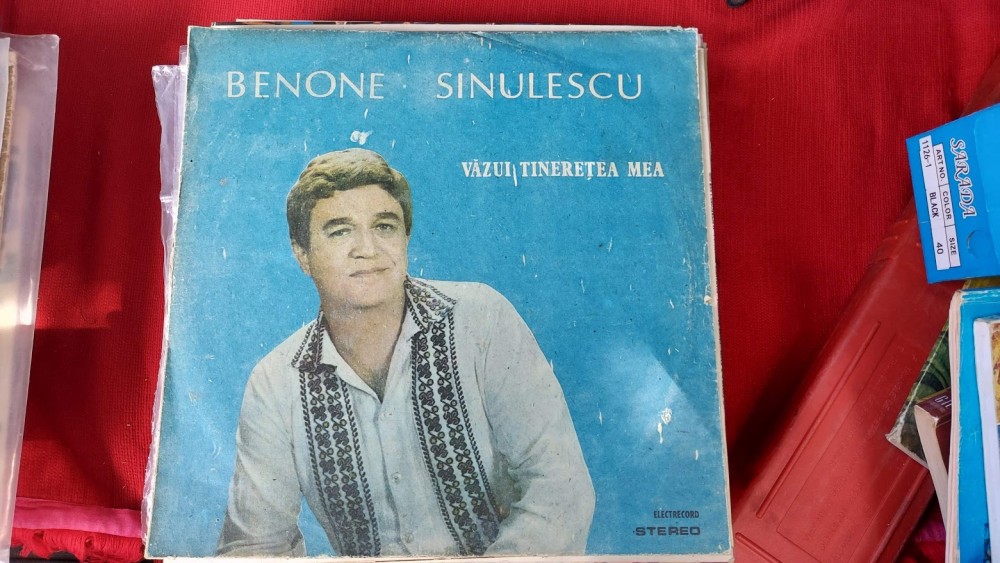 BENONE SINULESCU
VĂZUI TINEREȚEA MEA
ELECTRECORD
STEREO
SARADA
ART NO. COLOR SIZE
1126-1 BLACK 40